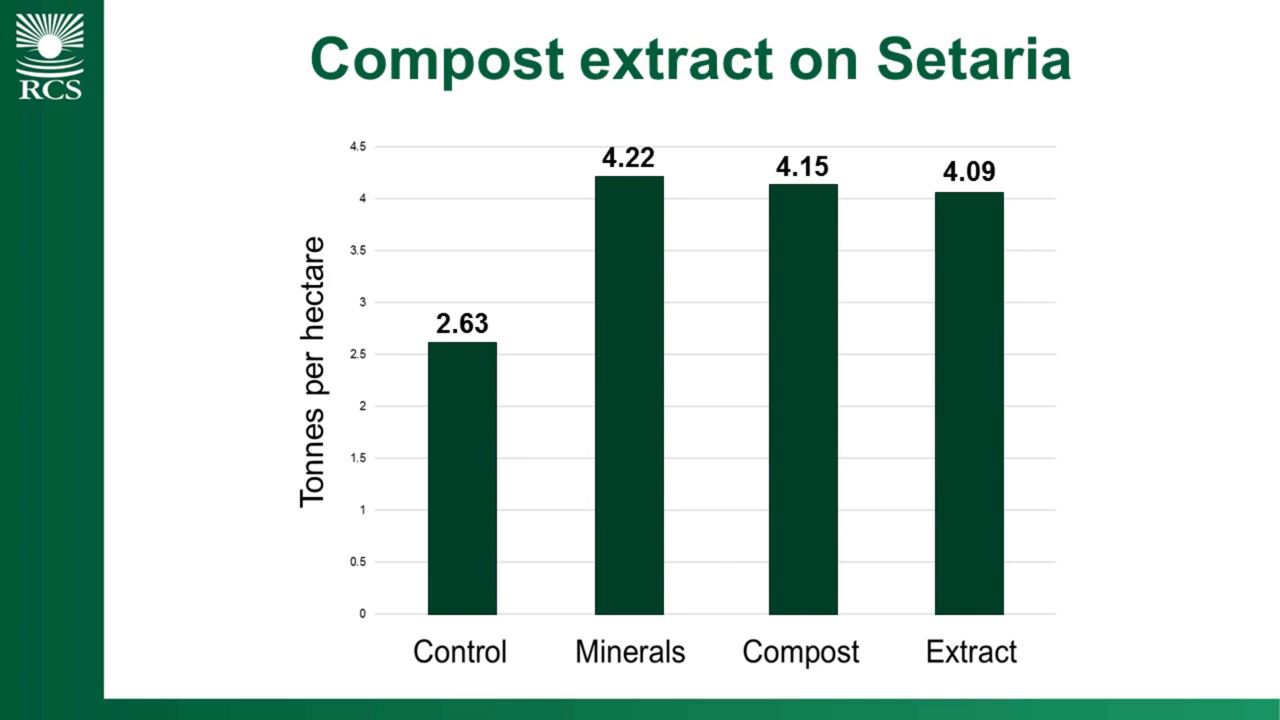 RCS
Compost extract on Setaria
Tonnes per hectare
4.5
4
3.5
3
2.5
2
1.5
1
0.5
0
2.63
4.22
4.15
4.09
Control
Minerals
Compost
Extract